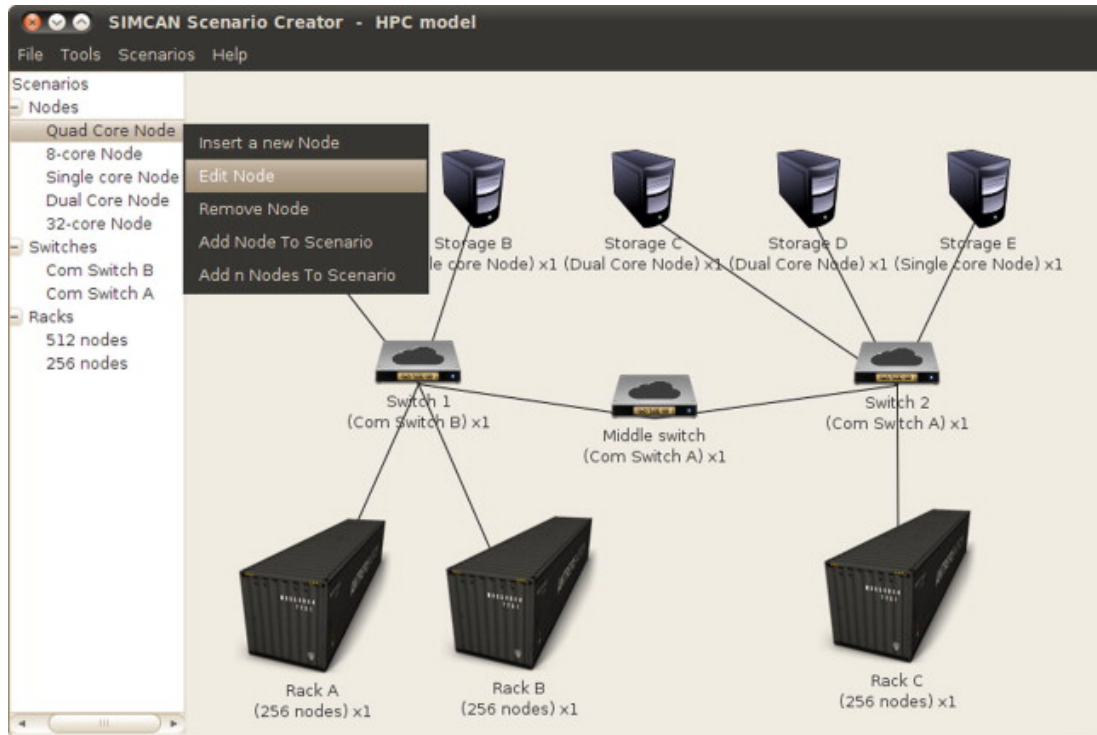 SIMCAN Scenario Creator - HPC model
File Tools Scenarios Help
Scenarios
Nodes
Quad Core Node
8-core Node
Single core Node
Dual Core Node
32-core Node
Switches
Com Switch B
Com Switch A
Racks
512 nodes
256 nodes
Insert a new Node
Edit Node
Remove Node
Add Node To Scenario
Add n Nodes To Scenario
Storage B
le core Node) x1
Storage C
(Dual Core Node) x1
Storage D
(Dual Core Node) x1
Storage E
(Single core Node) x1
Switch 1
(Com Switch B) x1
Middle switch
(Com Switch A) x1
Switch 2
(Com Switch A) x1
Rack A
(256 nodes) x1
Rack B
(256 nodes) x1
Rack C
(256 nodes) x1